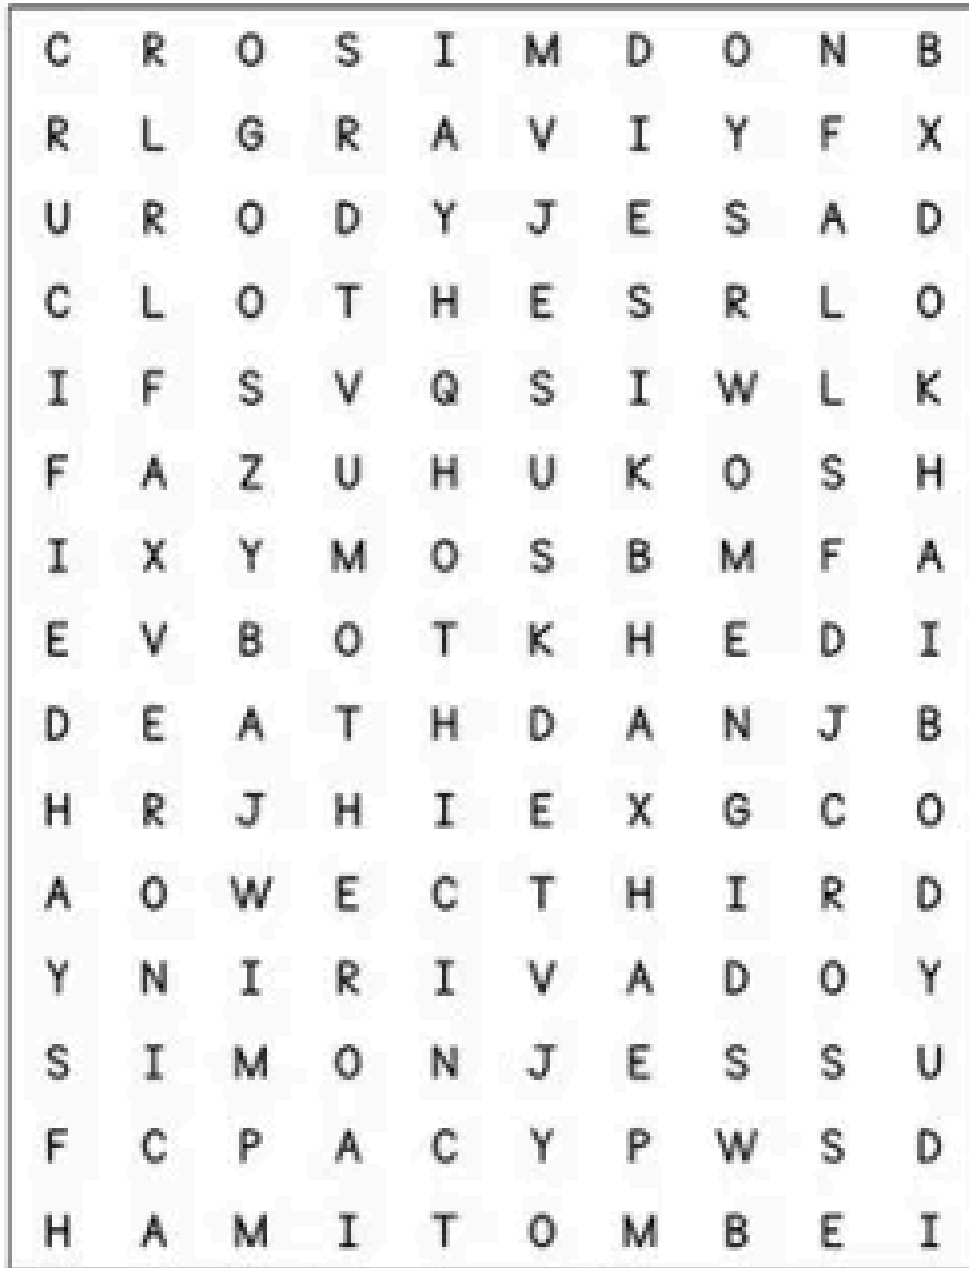 C R O S I M D O N B
R L G R A V I Y F X
U R O D Y J E S A D
C L O T H E S R L O
I F S V Q S I W L K
F A Z U H U K O S H
I X Y M O S B M F A
E V B O T K H E D I
D E A T H D A N J B
H R J H I E X G C O
A O W E C T H I R D
Y N I R I V A D O Y
S I M O N J E S S U
F C P A C Y P W S D
H A M I T O M B E I